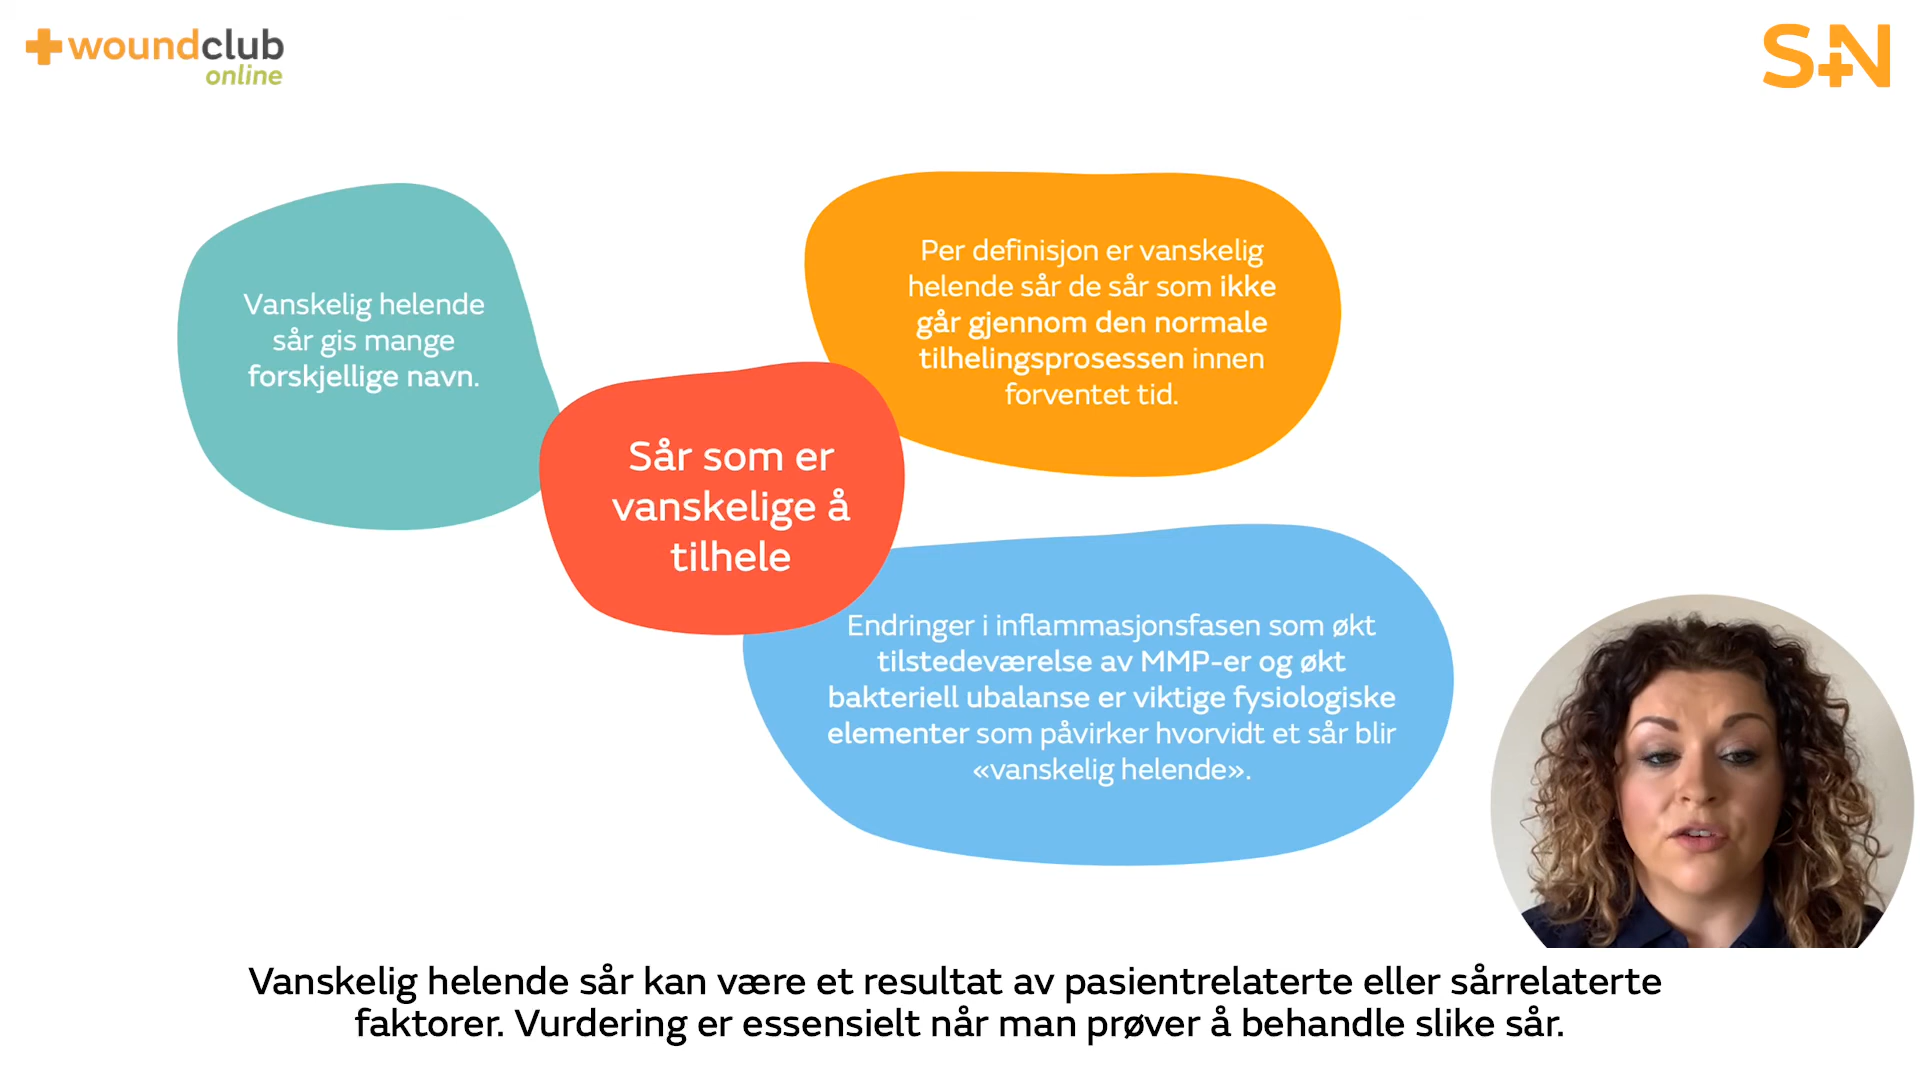 woundclub
online
S+N
Vanskelig helende
sår gis mange
forskjellige navn.
Per definisjon er vanskelig
helende sår de sår som ikke
går gjennom den normale
tilhelingsprosessen innen
forventet tid.
Sår som er
vanskelige å
tilhele
Endringer i inflammasjonsfasen som økt
tilstedeværelse av MMP-er og økt
bakteriell ubalanse er viktige fysiologiske
elementer som påvirker hvorvidt et sår blir
«vanskelig helende».
Vanskelig helende sår kan være et resultat av pasientrelaterte eller sårrelaterte
faktorer. Vurdering er essensielt når man prøver å behandle slike sår.